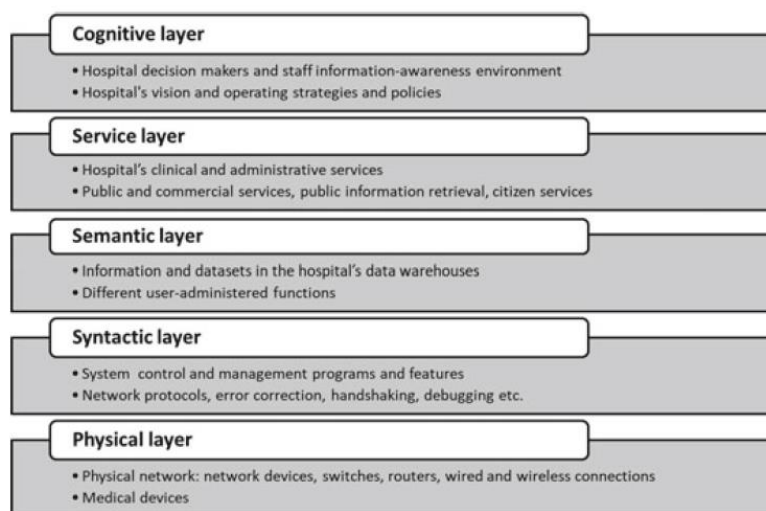 Cognitive layer
• Hospital decision makers and staff information-awareness environment
• Hospital's vision and operating strategies and policies
Service layer
• Hospital's clinical and administrative services
• Public and commercial services, public information retrieval, citizen services
Semantic layer
• Information and datasets in the hospital's data warehouses
• Different user-administered functions
Syntactic layer
• System control and management programs and features
• Network protocols, error correction, handshaking, debugging etc.
Physical layer
• Physical network: network devices, switches, routers, wired and wireless connections
• Medical devices